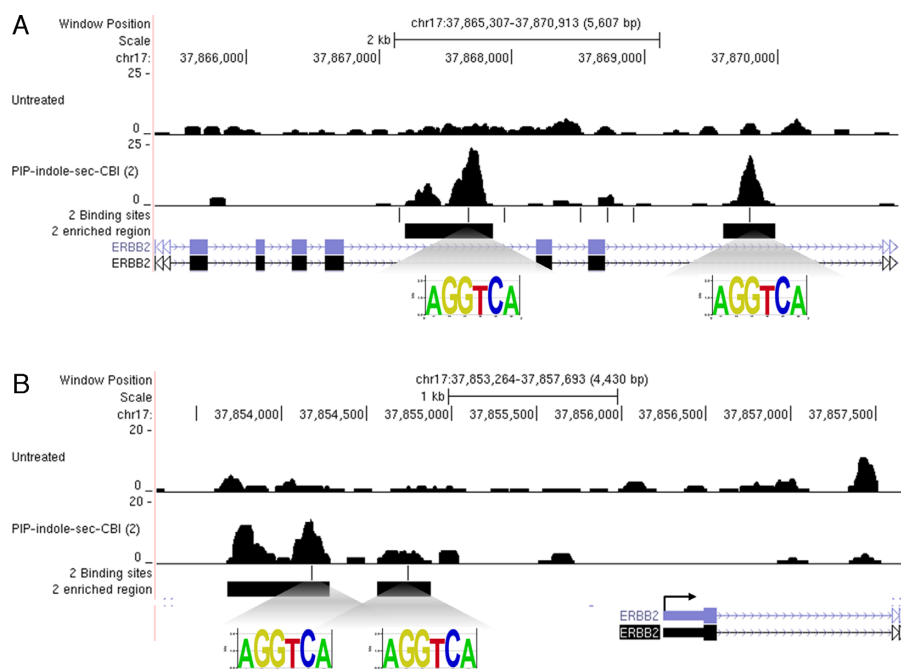 A
Window Position chr17:37,865,307-37,870,913 (5,607 bp)
Scale 2 kb
chr17: 37,866,000 37,867,000 37,868,000 37,869,000 37,870,000
25 -
Untreated
0 _
25 -
PIP-indole-sec-CBI (2)
0 _
2 Binding sites
2 enriched region
ERBB2
ERBB2
AGGTCA AGGTCA
B
Window Position chr17:37,853,264-37,857,693 (4,430 bp)
Scale 1 kb
chr17: 37,854,000 37,854,500 37,855,000 37,855,500 37,856,000 37,856,500 37,857,000 37,857,500
20 -
Untreated
0 _
20 -
PIP-indole-sec-CBI (2)
0 _
2 Binding sites
2 enriched region
ERBB2
ERBB2
AGGTCA AGGTCA